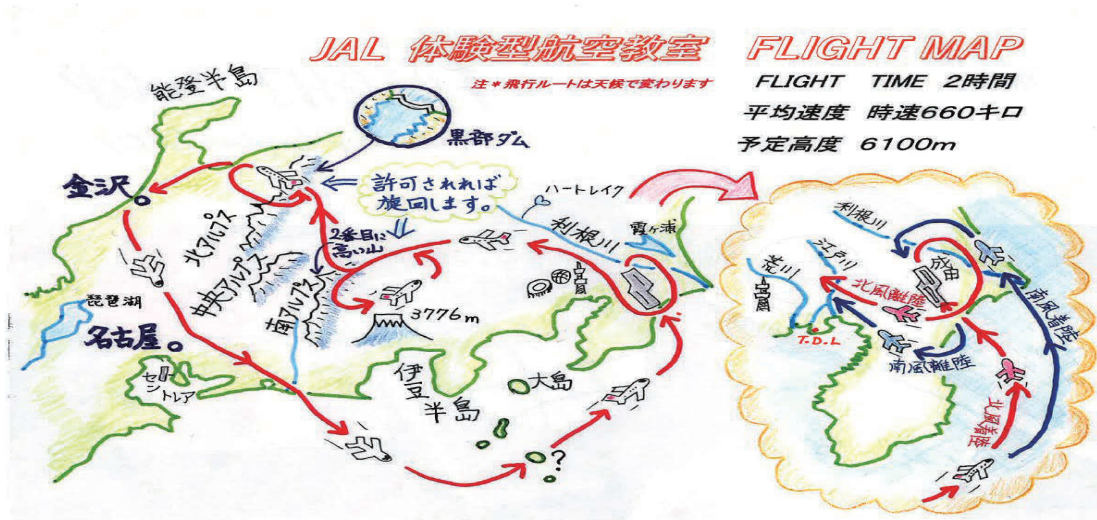 JAL 体験型航空教室 FLIGHT MAP
注*飛行ルートは天候で変わります
FLIGHT TIME 2時間
平均速度 時速660キロ
予定高度 6100m
能登半島
黒部ダム
金沢
許可されれば
旋回します。
ハートレイク
利根川
霞ヶ浦
北アルプス
2番目に
高い山
中央アルプス
南アルプス
琵琶湖
名古屋
3776m
セントレア
伊豆
半島
大島
?
利根川
江戸川
荒川
成田
北風離陸
南風着陸
T.D.L
南風離陸
北風着陸